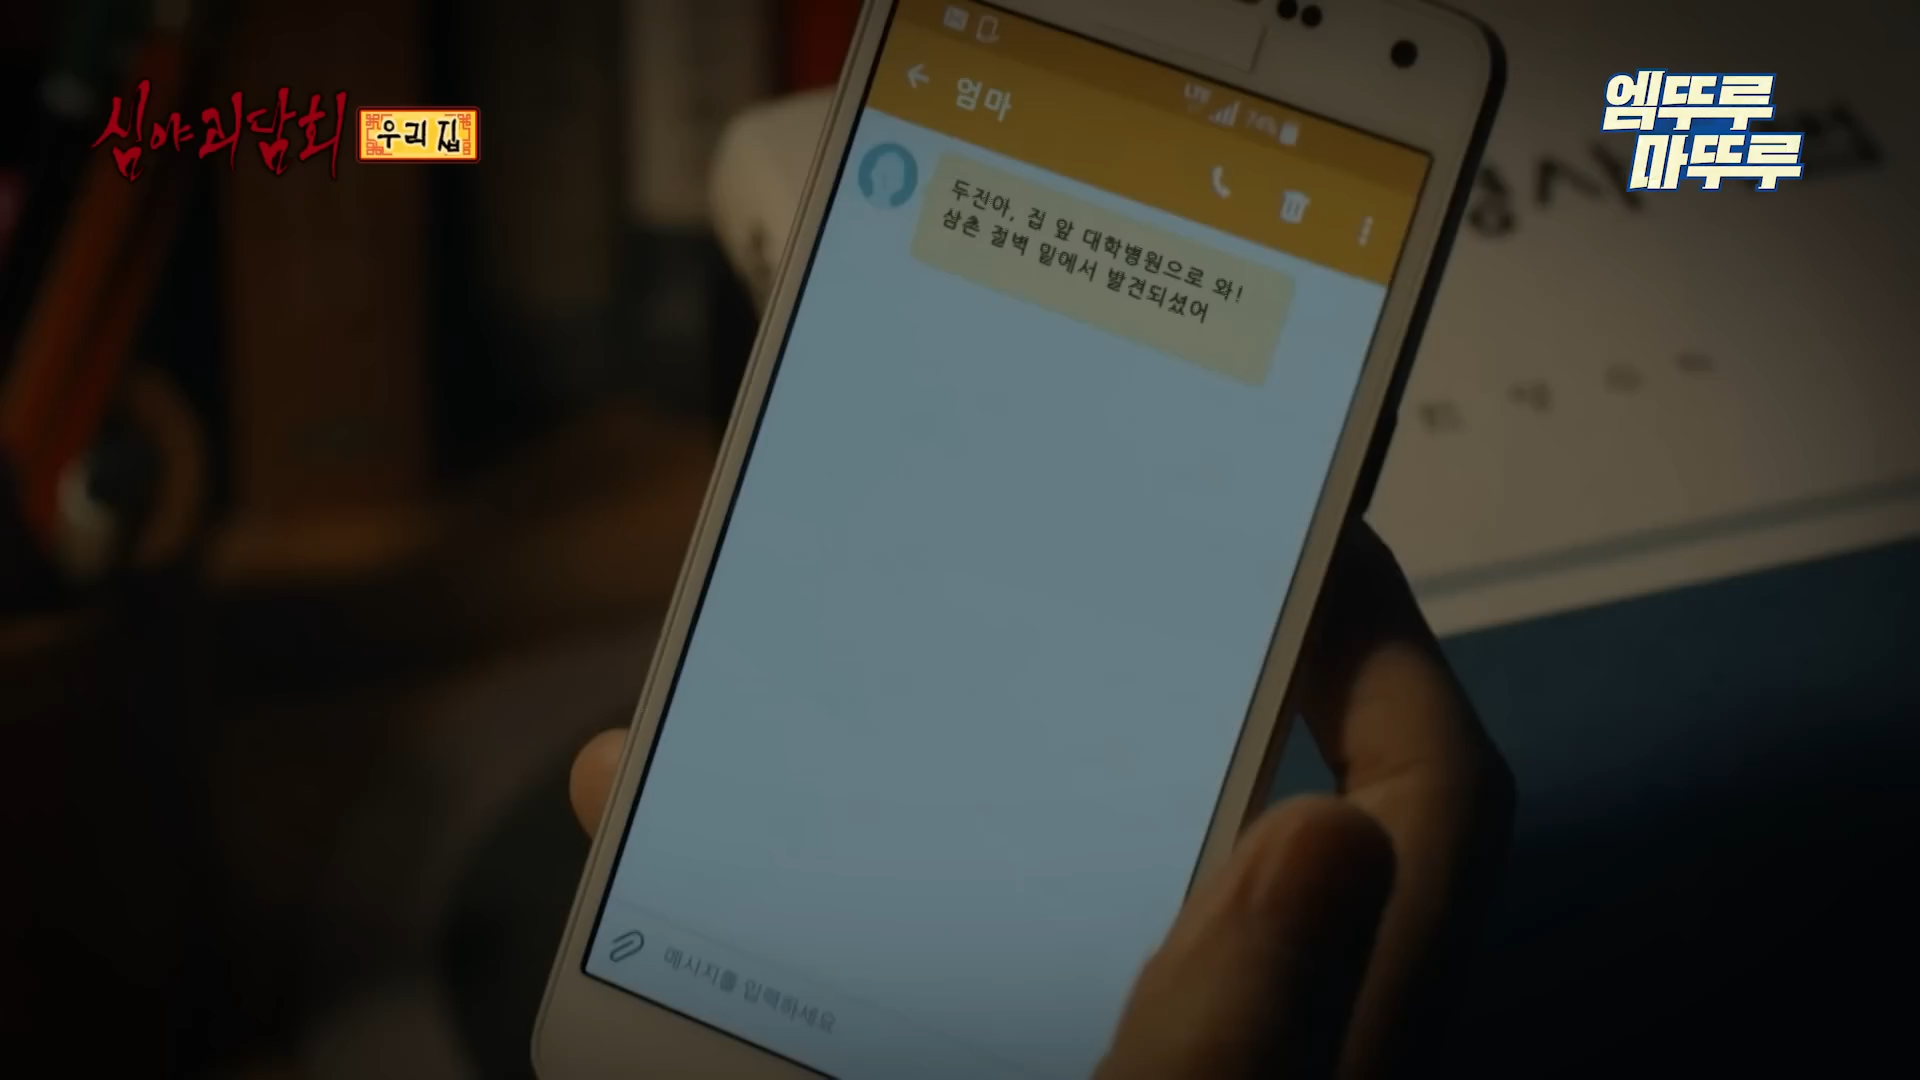 심야괴담회 우리 집
엠뚜루
마뚜루
LTE 74%
엄마
두진아, 집 앞 대학병원으로 와!
삼촌 절벽 밑에서 발견되셨어
메시지를 입력하세요